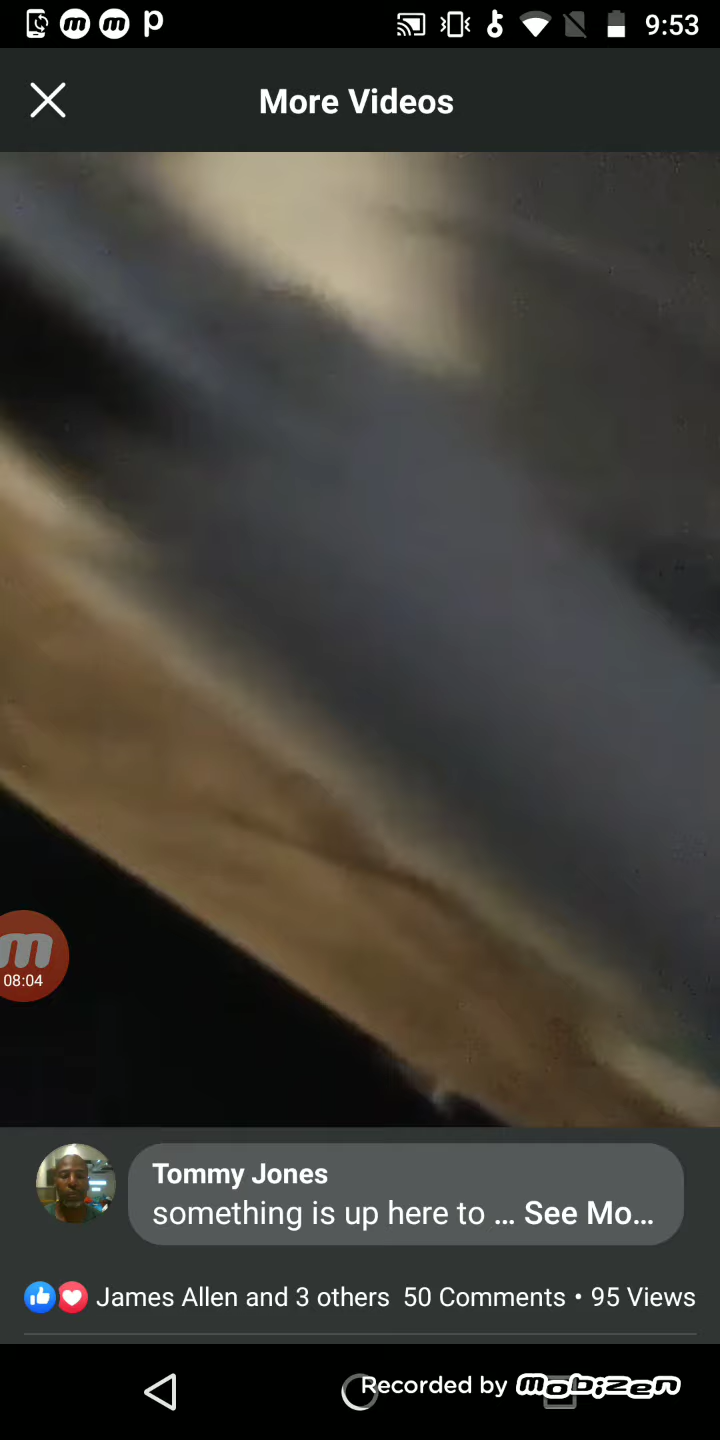 9:53
More Videos
08:04
Tommy Jones
something is up here to ... See Mo...
James Allen and 3 others 50 Comments • 95 Views
Recorded by mobizen